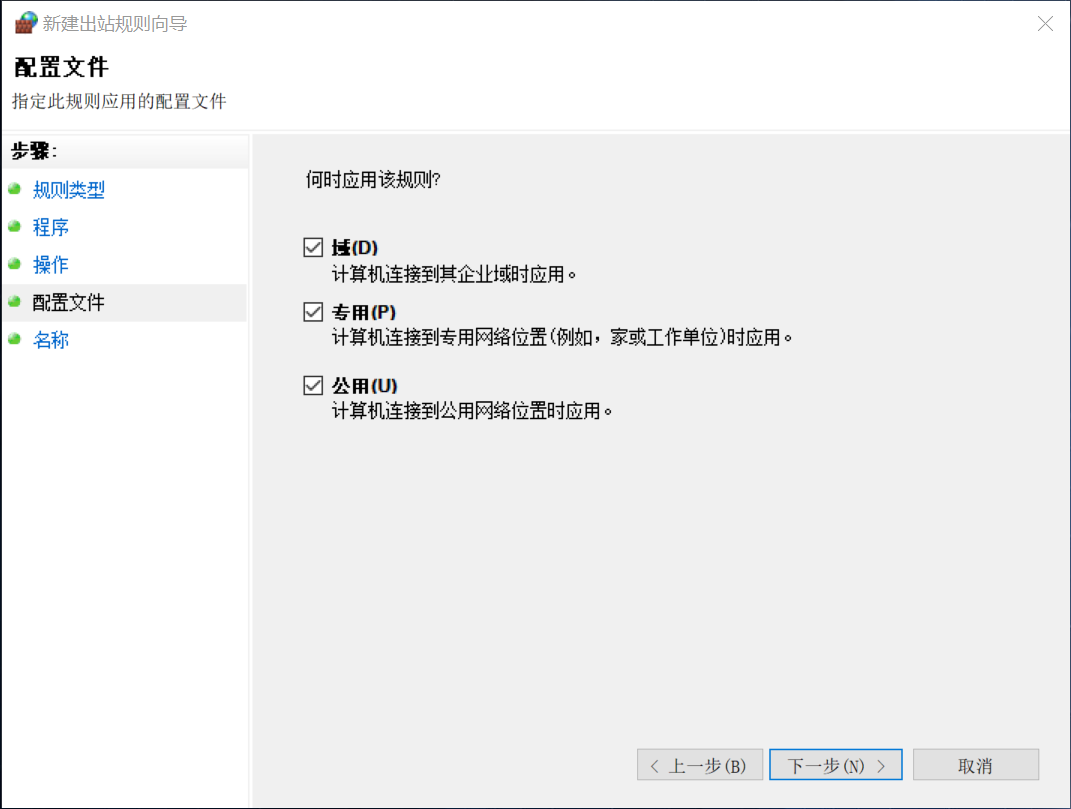 新建出站规则向导
配置文件
指定此规则应用的配置文件
步骤:
规则类型
程序
操作
配置文件
名称
何时应用该规则?
域(D)
计算机连接到其企业域时应用。
专用(P)
计算机连接到专用网络位置(例如，家或工作单位)时应用。
公用(U)
计算机连接到公用网络位置时应用。
< 上一步(B)
下一步(N) >
取消